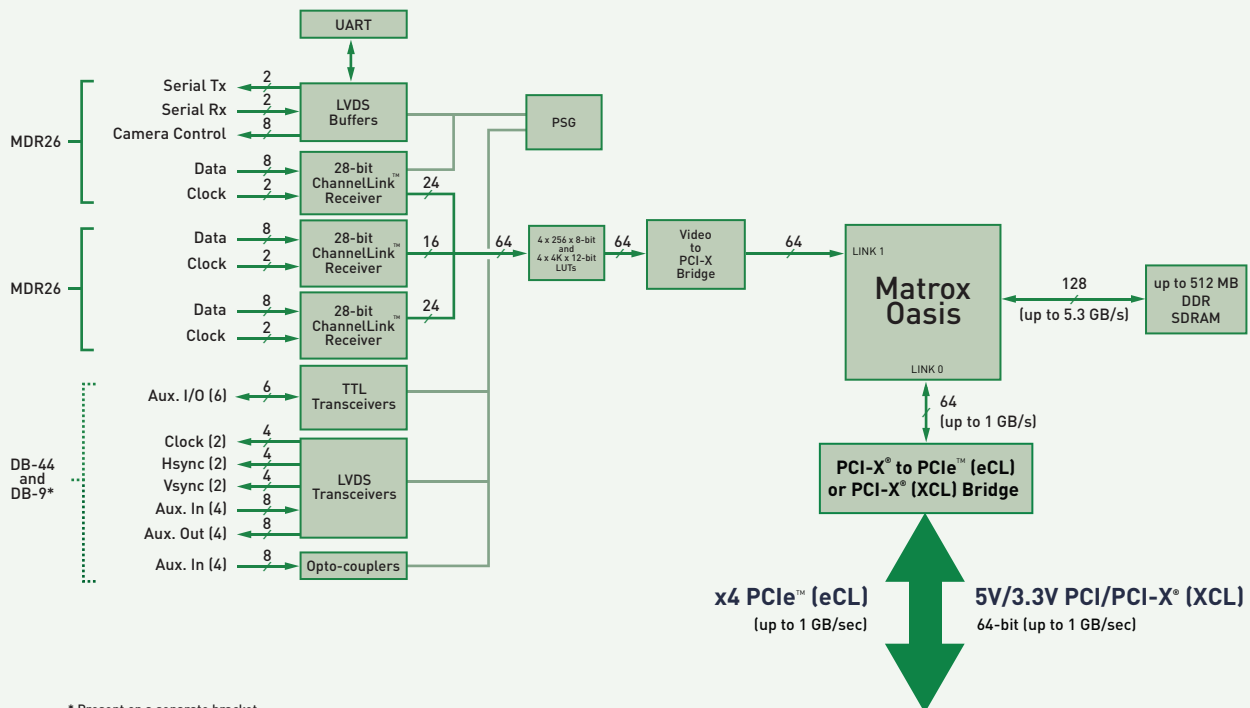 UART
MDR26
Serial Tx
2
Serial Rx
2
Camera Control
8
LVDS
Buffers
PSG
Data
8
Clock
2
28-bit
ChannelLink™
Receiver
24
MDR26
Data
8
Clock
2
28-bit
ChannelLink™
Receiver
16
64
4 x 256 x 8-bit
and
4 x 4K x 12-bit
LUTs
64
Video
to
PCI-X
Bridge
64
LINK 1
Matrox
Oasis
LINK 0
128
(up to 5.3 GB/s)
up to 512 MB
DDR
SDRAM
Data
8
Clock
2
28-bit
ChannelLink™
Receiver
24
64
(up to 1 GB/s)
DB-44
and
DB-9*
Aux. I/O (6)
6
TTL
Transceivers
Clock (2)
4
Hsync (2)
4
Vsync (2)
4
Aux. In (4)
8
Aux. Out (4)
8
LVDS
Transceivers
Aux. In (4)
8
Opto-couplers
PCI-X® to PCIe™ (eCL)
or PCI-X® (XCL) Bridge
x4 PCIe™ (eCL)
(up to 1 GB/sec)
5V/3.3V PCI/PCI-X® (XCL)
64-bit (up to 1 GB/sec)
* Present on a separate bracket